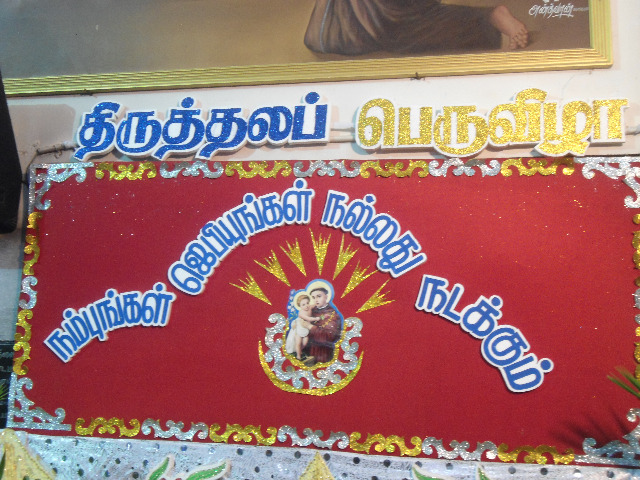 திருத்தலப் பெருவிழா
நம்புங்கள் ஜெபியுங்கள் நல்லது நடக்கும்